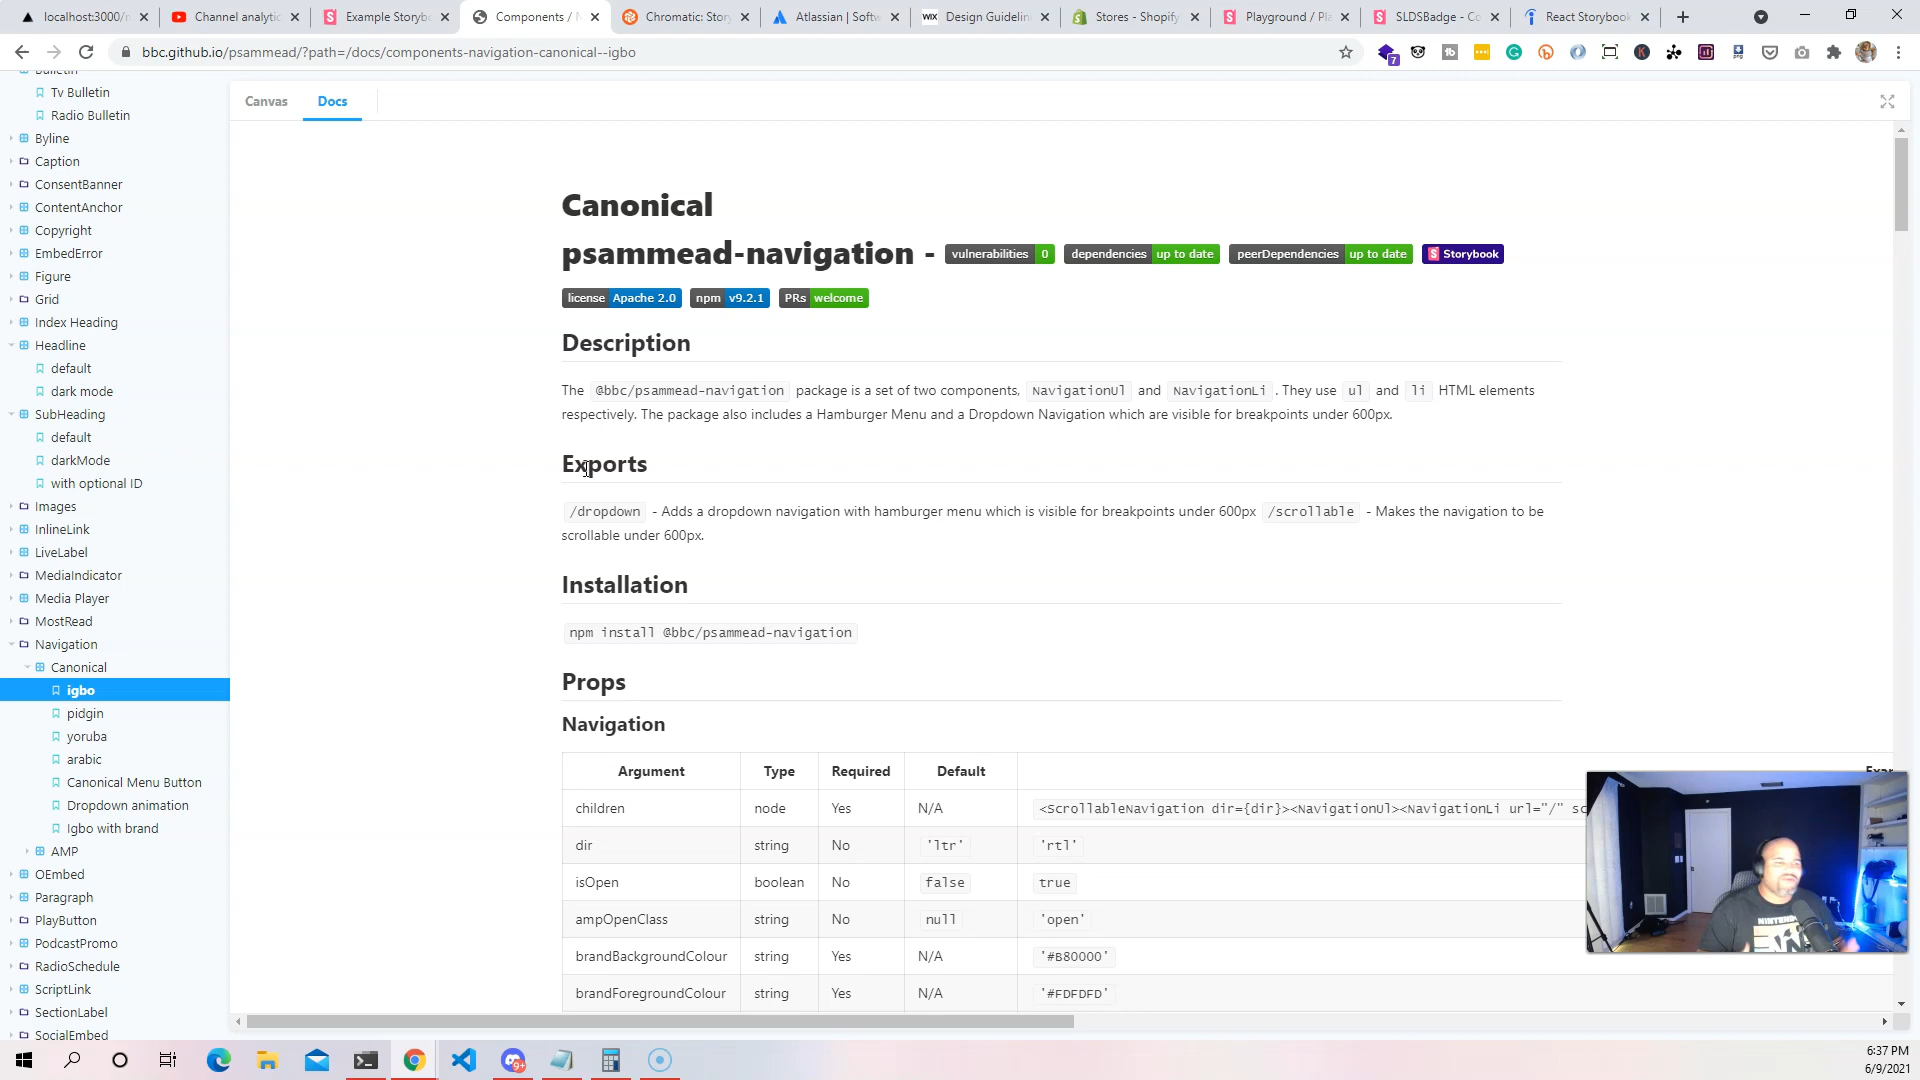 localhost:3000/n
Channel analytic
Example Storyb
Components / N
Chromatic: Stor
Atlassian | Softw
WIX Design Guidelin
Stores - Shopify
Playground / Pla
SLDSBadge - Co
React Storybook
bbc.github.io/psammead/?path=/docs/components-navigation-canonical--igbo
7
Bulletin
Tv Bulletin
Radio Bulletin
Byline
Caption
ConsentBanner
ContentAnchor
Copyright
EmbedError
Figure
Grid
Index Heading
Headline
default
dark mode
SubHeading
default
darkMode
with optional ID
Images
InlineLink
LiveLabel
MediaIndicator
Media Player
MostRead
Navigation
Canonical
igbo
pidgin
yoruba
arabic
Canonical Menu Button
Dropdown animation
Igbo with brand
AMP
OEmbed
Paragraph
PlayButton
PodcastPromo
RadioSchedule
ScriptLink
SectionLabel
SocialEmbed
Canvas Docs
Canonical
psammead-navigation - vulnerabilities 0 dependencies up to date peerDependencies up to date Storybook
license Apache 2.0 npm v9.2.1 PRs welcome
Description
The @bbc/psammead-navigation package is a set of two components, NavigationUl and NavigationLi . They use ul and li HTML elements
respectively. The package also includes a Hamburger Menu and a Dropdown Navigation which are visible for breakpoints under 600px.
Exports
/dropdown - Adds a dropdown navigation with hamburger menu which is visible for breakpoints under 600px /scrollable - Makes the navigation to be
scrollable under 600px.
Installation
npm install @bbc/psammead-navigation
Props
Navigation
Argument Type Required Default Exar
children node Yes N/A <ScrollableNavigation dir={dir}><NavigationUl><NavigationLi url="/" sc
dir string No 'ltr' 'rtl'
isOpen boolean No false true
ampOpenClass string No null 'open'
brandBackgroundColour string Yes N/A '#B80000'
brandForegroundColour string Yes N/A '#FDFDFD'
NINTEN
9+
6:37 PM
6/9/2021